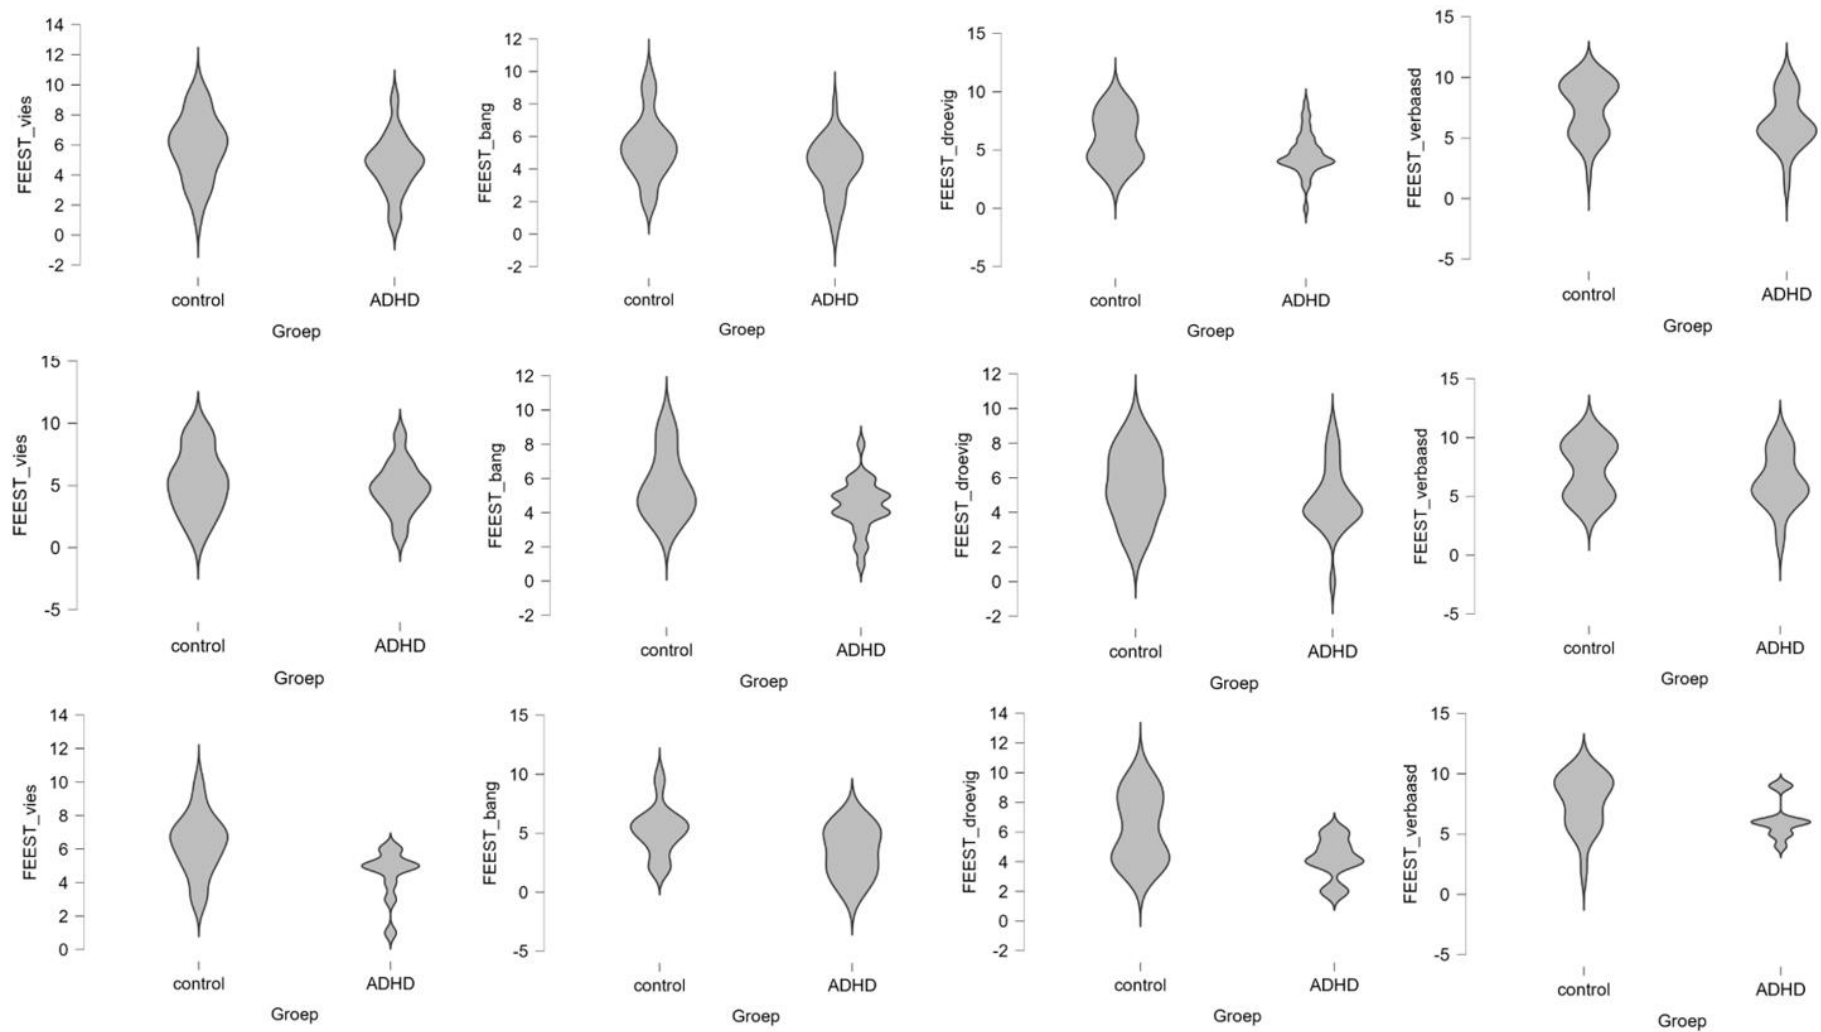 FEEST_vies
14
12
10
8
6
4
2
0
-2
control ADHD
Groep
FEEST_bang
12
10
8
6
4
2
0
-2
control ADHD
Groep
FEEST_droevig
15
10
5
0
-5
control ADHD
Groep
FEEST_verbaasd
15
10
5
0
-5
control ADHD
Groep
FEEST_vies
15
10
5
0
-5
control ADHD
Groep
FEEST_bang
12
10
8
6
4
2
0
-2
control ADHD
Groep
FEEST_droevig
12
10
8
6
4
2
0
-2
control ADHD
Groep
FEEST_verbaasd
15
10
5
0
-5
control ADHD
Groep
FEEST_vies
14
12
10
8
6
4
2
0
control ADHD
Groep
FEEST_bang
15
10
5
0
-5
control ADHD
Groep
FEEST_droevig
14
12
10
8
6
4
2
0
-2
control ADHD
Groep
FEEST_verbaasd
15
10
5
0
-5
control ADHD
Groep